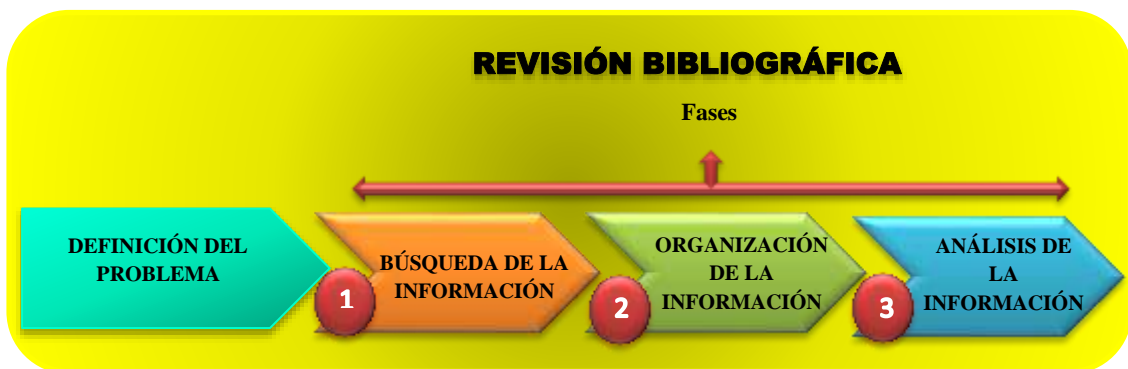 REVISIÓN BIBLIOGRÁFICA
Fases
DEFINICIÓN DEL
PROBLEMA
1
BÚSQUEDA DE LA
INFORMACIÓN
2
ORGANIZACIÓN
DE LA
INFORMACIÓN
3
ANÁLISIS DE
LA
INFORMACIÓN